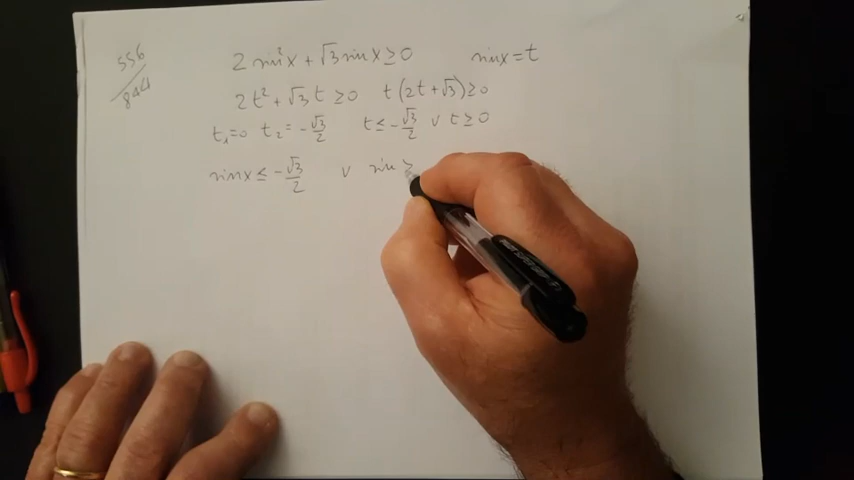 556/844
2 sin²x + √3 sin x ≥ 0 sin x = t
2t² + √3 t ≥ 0 t(2t + √3) ≥ 0
t₁ = 0 t₂ = -√3/2 t ≤ -√3/2 ∨ t ≥ 0
sin x ≤ -√3/2 ∨ sin ≥